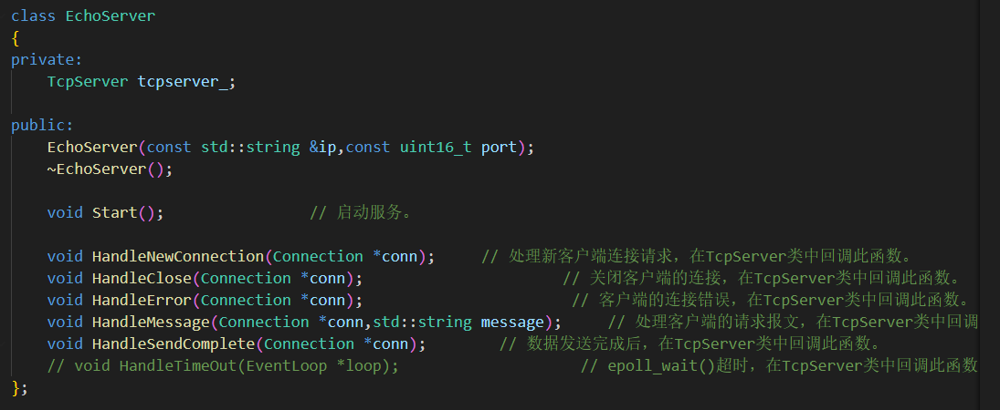 class EchoServer
{
private:
    TcpServer tcpserver_;
public:
    EchoServer(const std::string &ip,const uint16_t port);
    ~EchoServer();
    void Start();                // 启动服务。
    void HandleNewConnection(Connection *conn);     // 处理新客户端连接请求，在TcpServer类中回调此函数。
    void HandleClose(Connection *conn);                      // 关闭客户端的连接，在TcpServer类中回调此函数。
    void HandleError(Connection *conn);                       // 客户端的连接错误，在TcpServer类中回调此函数。
    void HandleMessage(Connection *conn,std::string message);     // 处理客户端的请求报文，在TcpServer类中回调
    void HandleSendComplete(Connection *conn);        // 数据发送完成后，在TcpServer类中回调此函数。
    // void HandleTimeOut(EventLoop *loop);                    // epoll_wait()超时，在TcpServer类中回调此函数
};